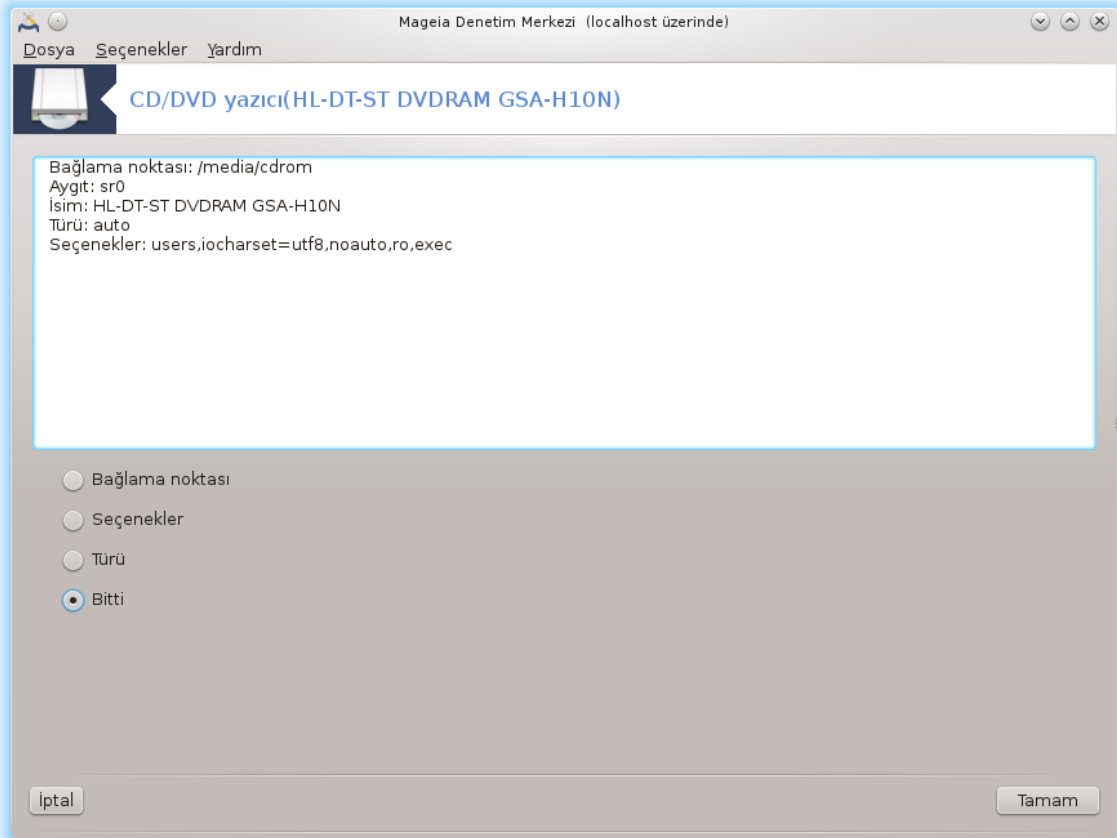 Mageia Denetim Merkezi (localhost üzerinde)
Dosya Seçenekler Yardım
CD/DVD yazıcı(HL-DT-ST DVDRAM GSA-H10N)
Bağlama noktası: /media/cdrom
Aygıt: sr0
İsim: HL-DT-ST DVDRAM GSA-H10N
Türü: auto
Seçenekler: users,iocharset=utf8,noauto,ro,exec
Bağlama noktası
Seçenekler
Türü
Bitti
İptal Tamam